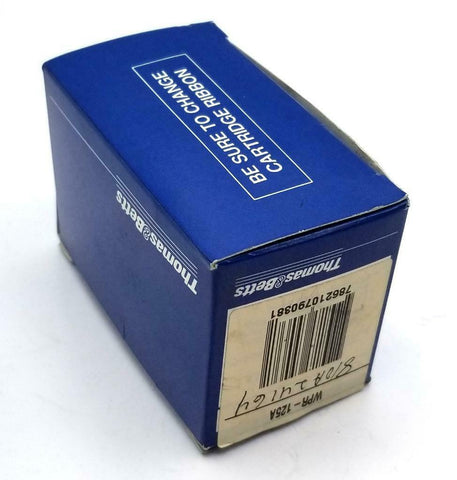 BE SURE TO CHANGE
CARTRIDGE RIBBON
Thomas&Betts
Thomas&Betts
786210790381
WPR-125A